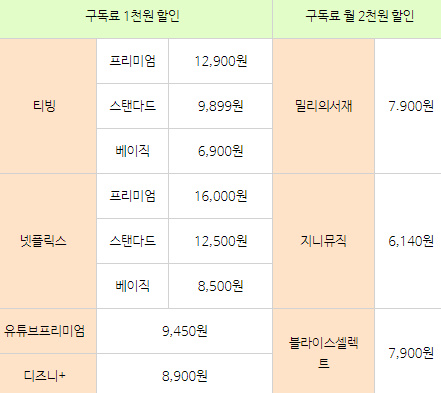 구독료 1천원 할인 구독료 월 2천원 할인
티빙 프리미엄 12,900원 밀리의서재 7.900원
스탠다드 9,899원
베이직 6,900원
넷플릭스 프리미엄 16,000원 지니뮤직 6,140원
스탠다드 12,500원
베이직 8,500원
유튜브프리미엄 9,450원 블라이스셀렉
트 7,900원
디즈니+ 8,900원